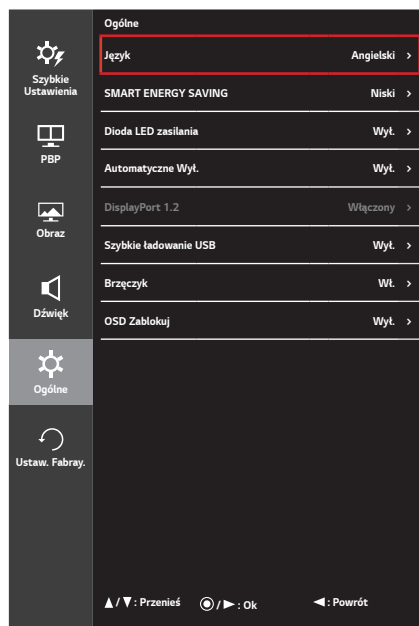 Szybkie
Ustawienia
PBP
Obraz
Dźwięk
Ogólne
Ustaw. Fabray.
Ogólne
Język Angielski >
SMART ENERGY SAVING Niski >
Dioda LED zasilania Wył. >
Automatyczne Wył. Wył. >
DisplayPort 1.2 Włączony >
Szybkie ładowanie USB Wył. >
Brzęczyk Wł. >
OSD Zablokuj Wył. >
▲/▼: Przenieś ◉/►: Ok ◄: Powrót